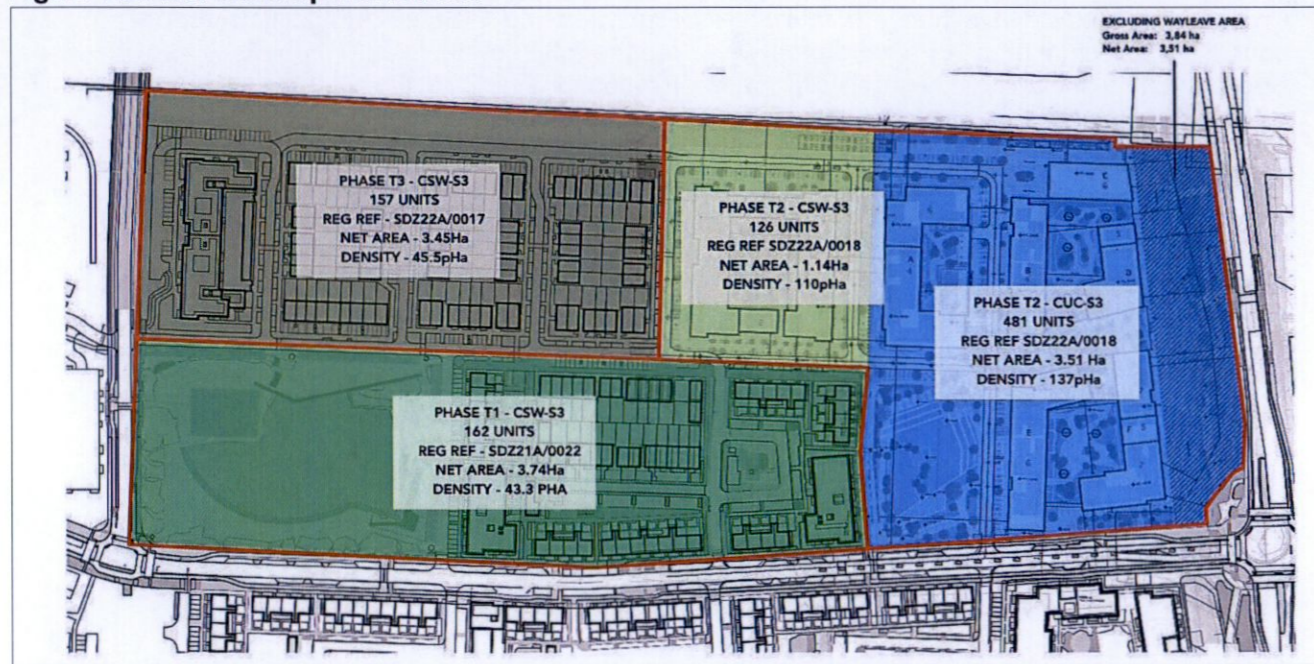 EXCLUDING WAYLEAVE AREA
Gross Area: 3,84 ha
Net Area: 3,51 ha
PHASE T3 - CSW-S3
157 UNITS
REG REF - SDZ22A/0017
NET AREA - 3.45Ha
DENSITY - 45.5pHa
PHASE T2 - CSW-S3
126 UNITS
REG REF SDZ22A/0018
NET AREA - 1.14Ha
DENSITY - 110pHa
PHASE T2 - CUC-S3
481 UNITS
REG REF SDZ22A/0018
NET AREA - 3.51 Ha
DENSITY - 137pHa
PHASE T1 - CSW-S3
162 UNITS
REG REF - SDZ21A/0022
NET AREA - 3.74Ha
DENSITY - 43.3 PHA